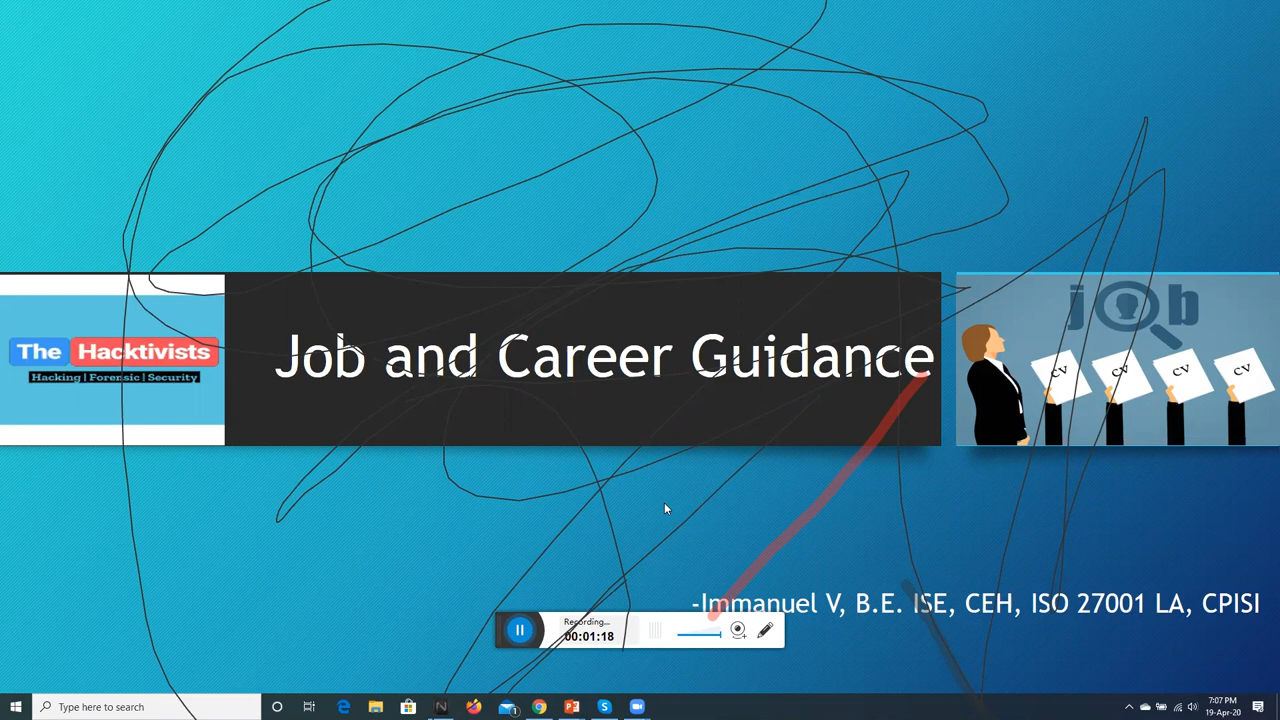 job
The Hacktivists
Hacking | Forensic | Security
Job and Career Guidance
CV
CV
CV
CV
-Immanuel V, B.E. ISE, CEH, ISO 27001 LA, CPISI
Recording...
00:01:18
Type here to search
1
7:07 PM
19-Apr-20